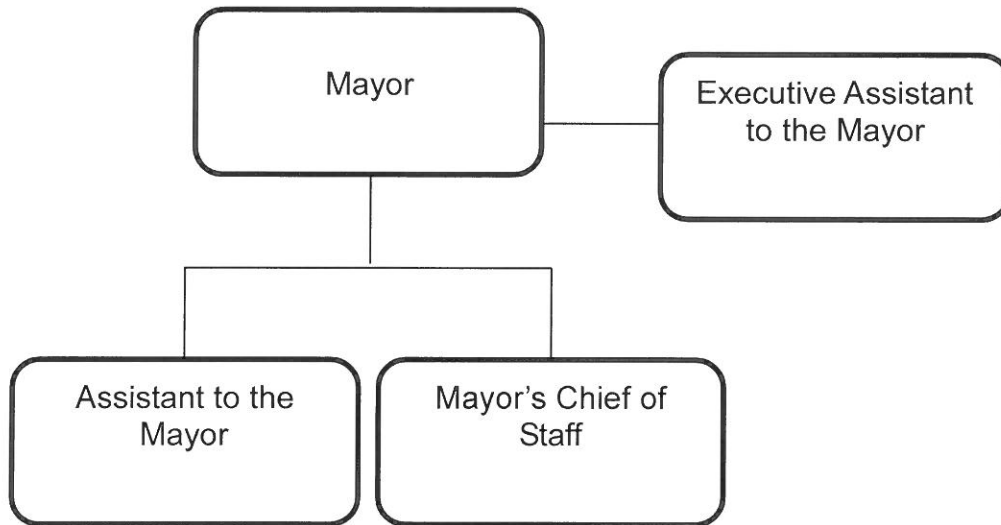 Mayor
Executive Assistant
to the Mayor
Assistant to the
Mayor
Mayor's Chief of
Staff